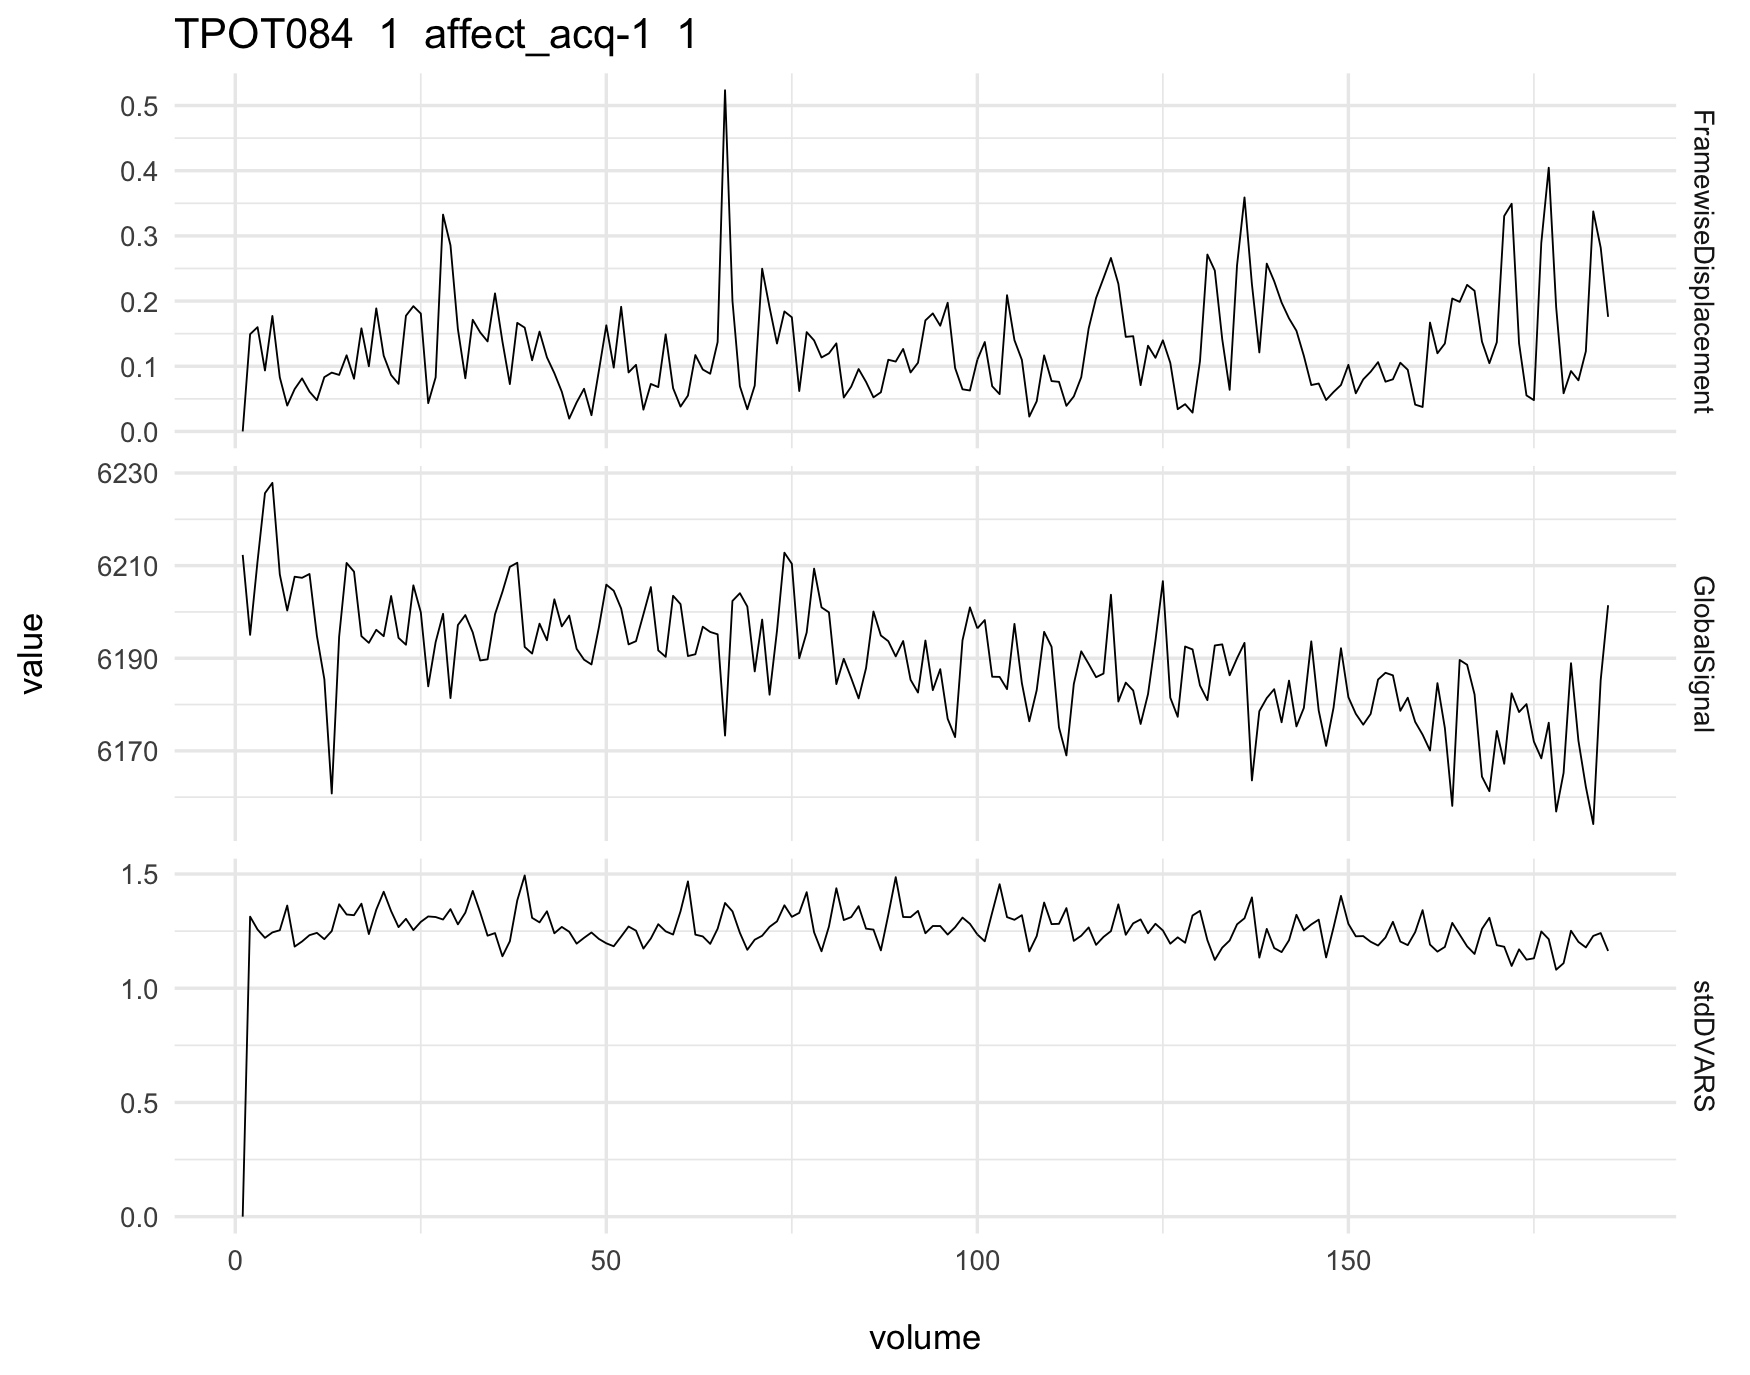 TPOT084 1 affect_acq-1 1
value
0.5
0.4
0.3
0.2
0.1
0.0
FramewiseDisplacement
6230
6210
6190
6170
GlobalSignal
1.5
1.0
0.5
0.0
stdDVARS
0 50 100 150
volume